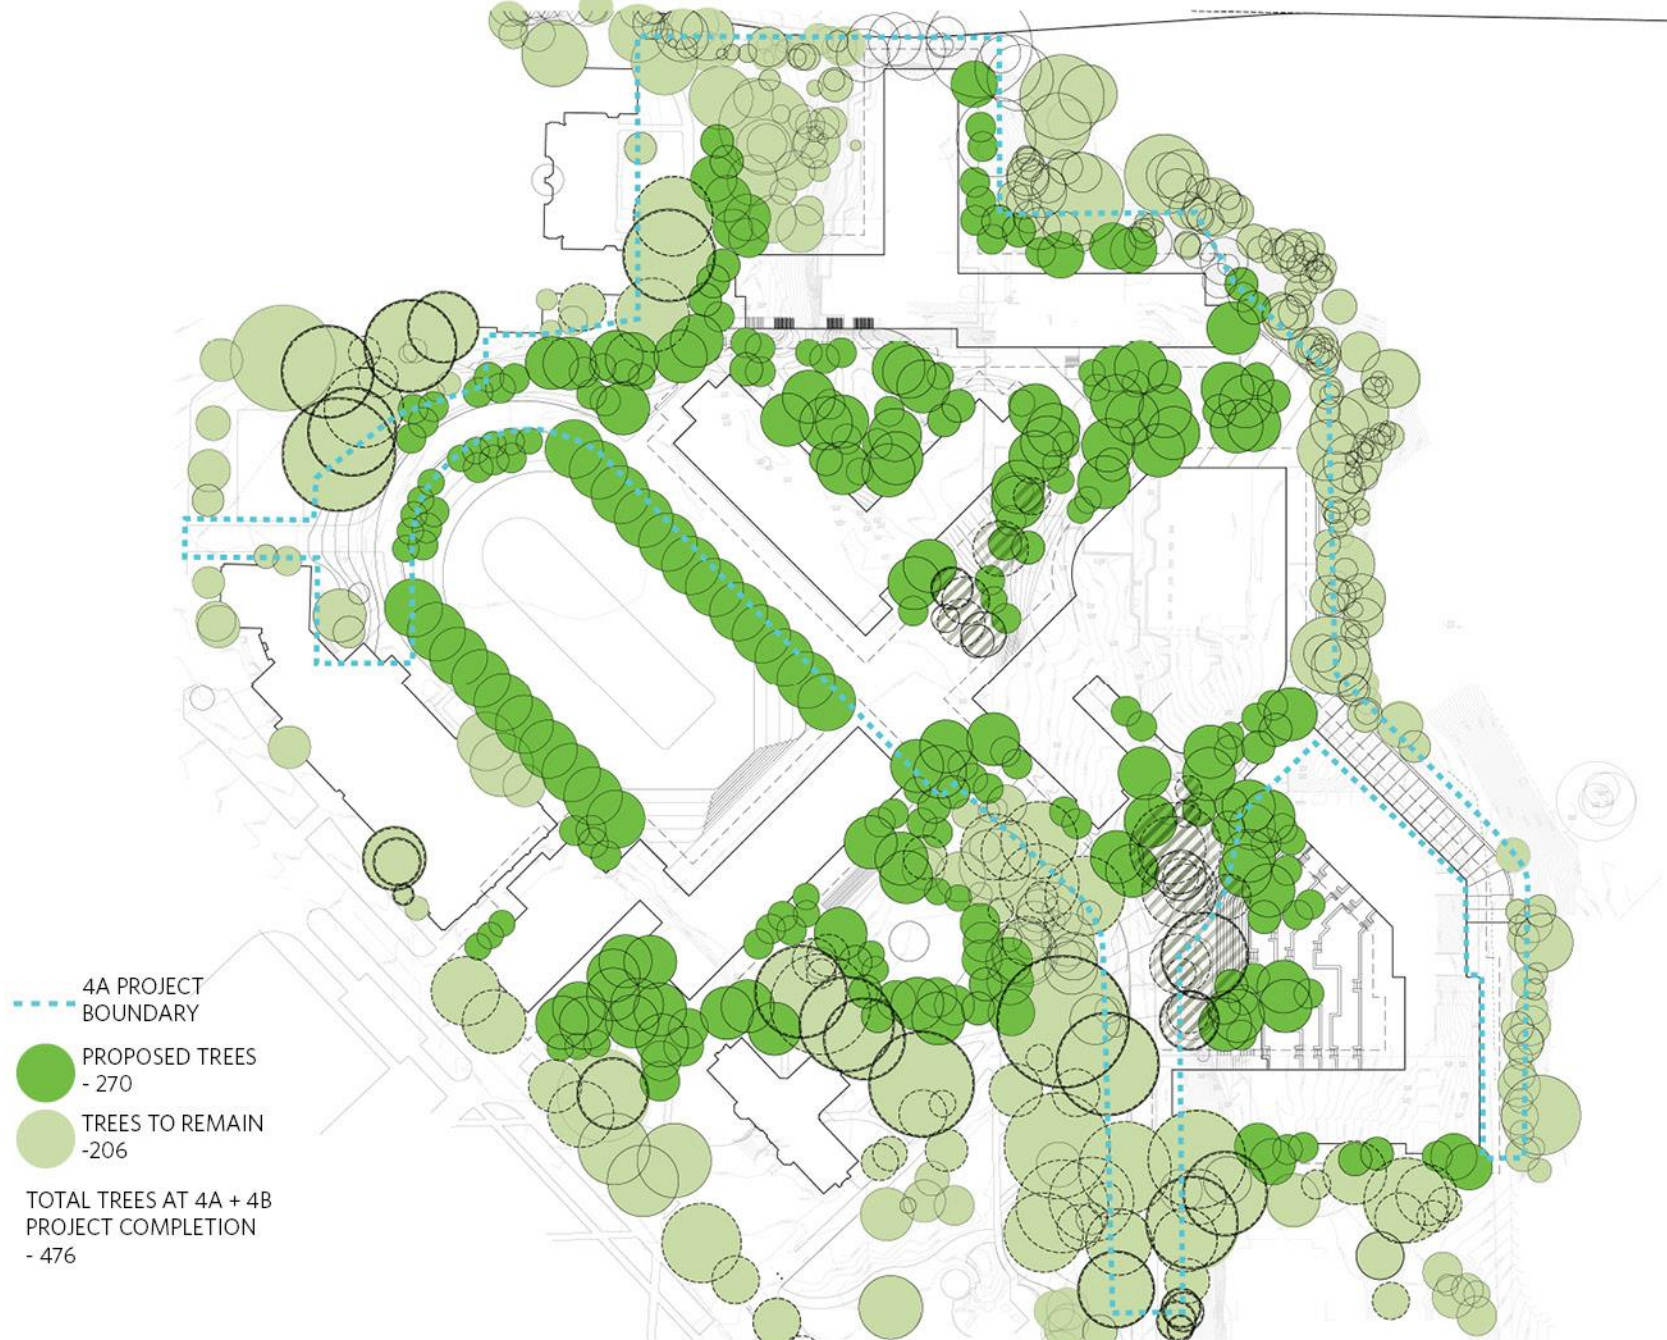 4A PROJECT
BOUNDARY
PROPOSED TREES
- 270
TREES TO REMAIN
-206
TOTAL TREES AT 4A + 4B
PROJECT COMPLETION
- 476